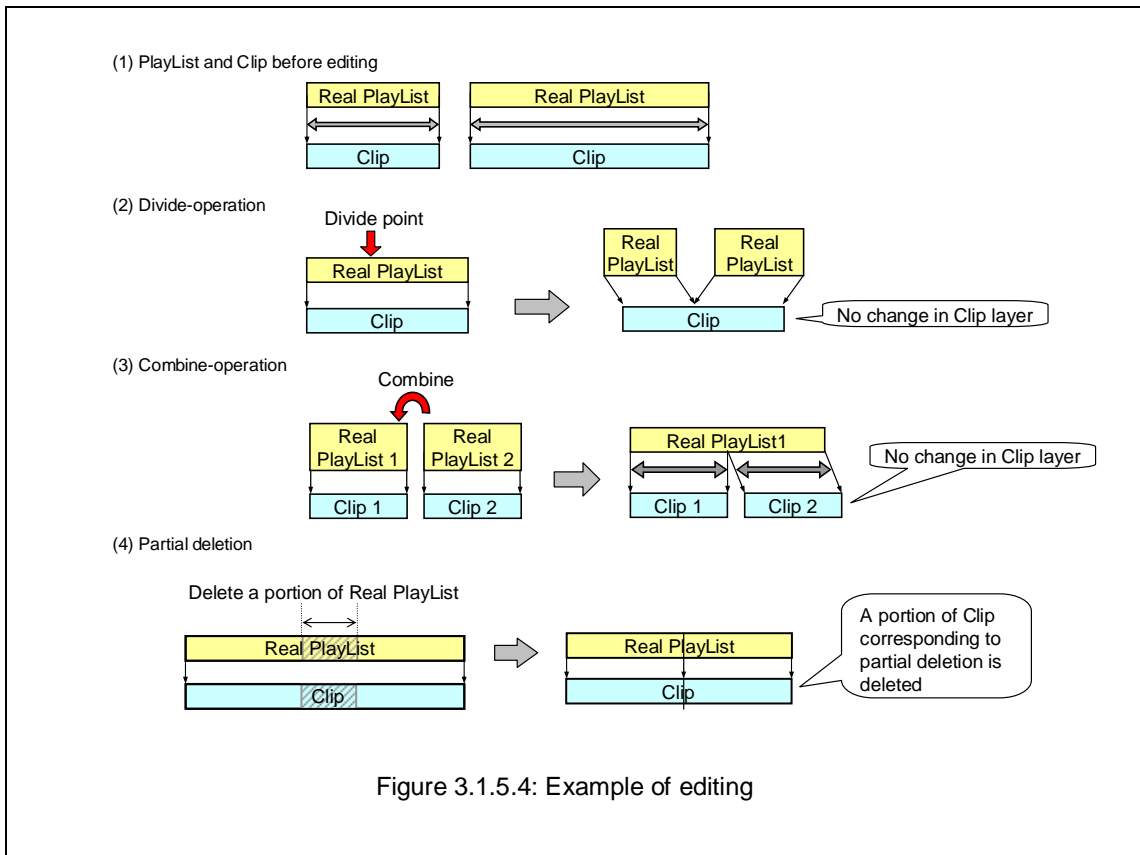 (1) PlayList and Clip before editing
Real PlayList
Real PlayList
Clip
Clip
(2) Divide-operation
Divide point
Real PlayList
Clip
Real
PlayList
Real
PlayList
Clip
No change in Clip layer
(3) Combine-operation
Combine
Real
PlayList 1
Real
PlayList 2
Clip 1
Clip 2
Real PlayList1
Clip 1
Clip 2
No change in Clip layer
(4) Partial deletion
Delete a portion of Real PlayList
Real PlayList
Clip
Real PlayList
Clip
A portion of Clip
corresponding to
partial deletion is
deleted
Figure 3.1.5.4: Example of editing